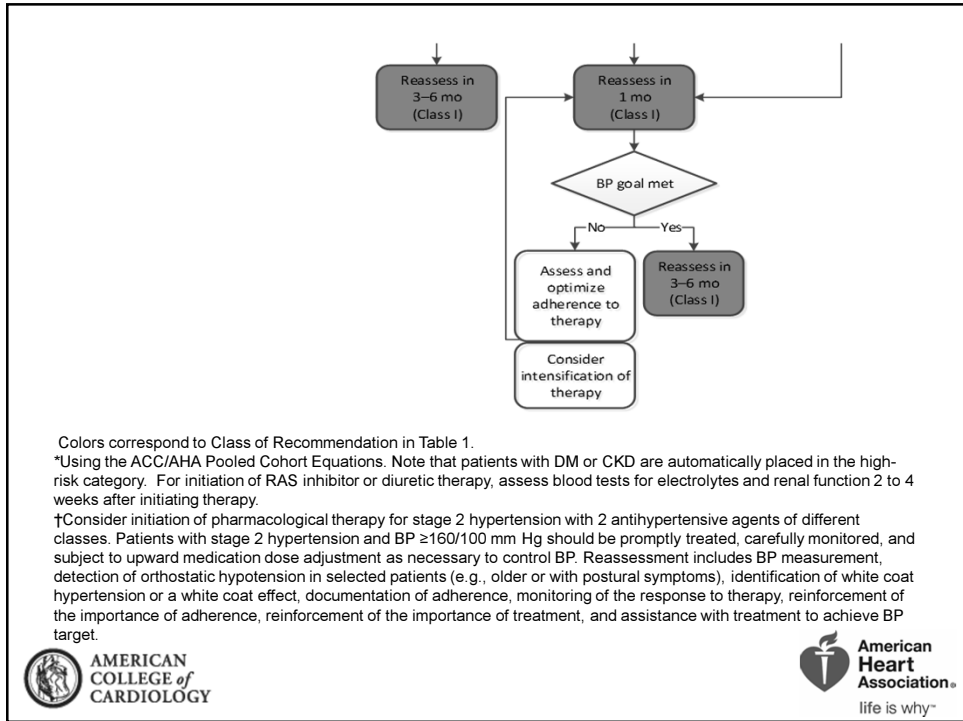 Reassess in
3–6 mo
(Class I)
Reassess in
1 mo
(Class I)
BP goal met
No
Yes
Assess and
optimize
adherence to
therapy
Reassess in
3–6 mo
(Class I)
Consider
intensification of
therapy
Colors correspond to Class of Recommendation in Table 1.
*Using the ACC/AHA Pooled Cohort Equations. Note that patients with DM or CKD are automatically placed in the high-
risk category. For initiation of RAS inhibitor or diuretic therapy, assess blood tests for electrolytes and renal function 2 to 4
weeks after initiating therapy.
†Consider initiation of pharmacological therapy for stage 2 hypertension with 2 antihypertensive agents of different
classes. Patients with stage 2 hypertension and BP ≥160/100 mm Hg should be promptly treated, carefully monitored, and
subject to upward medication dose adjustment as necessary to control BP. Reassessment includes BP measurement,
detection of orthostatic hypotension in selected patients (e.g., older or with postural symptoms), identification of white coat
hypertension or a white coat effect, documentation of adherence, monitoring of the response to therapy, reinforcement of
the importance of adherence, reinforcement of the importance of treatment, and assistance with treatment to achieve BP
target.
AMERICAN
COLLEGE of
CARDIOLOGY
American
Heart
Association®
life is why™